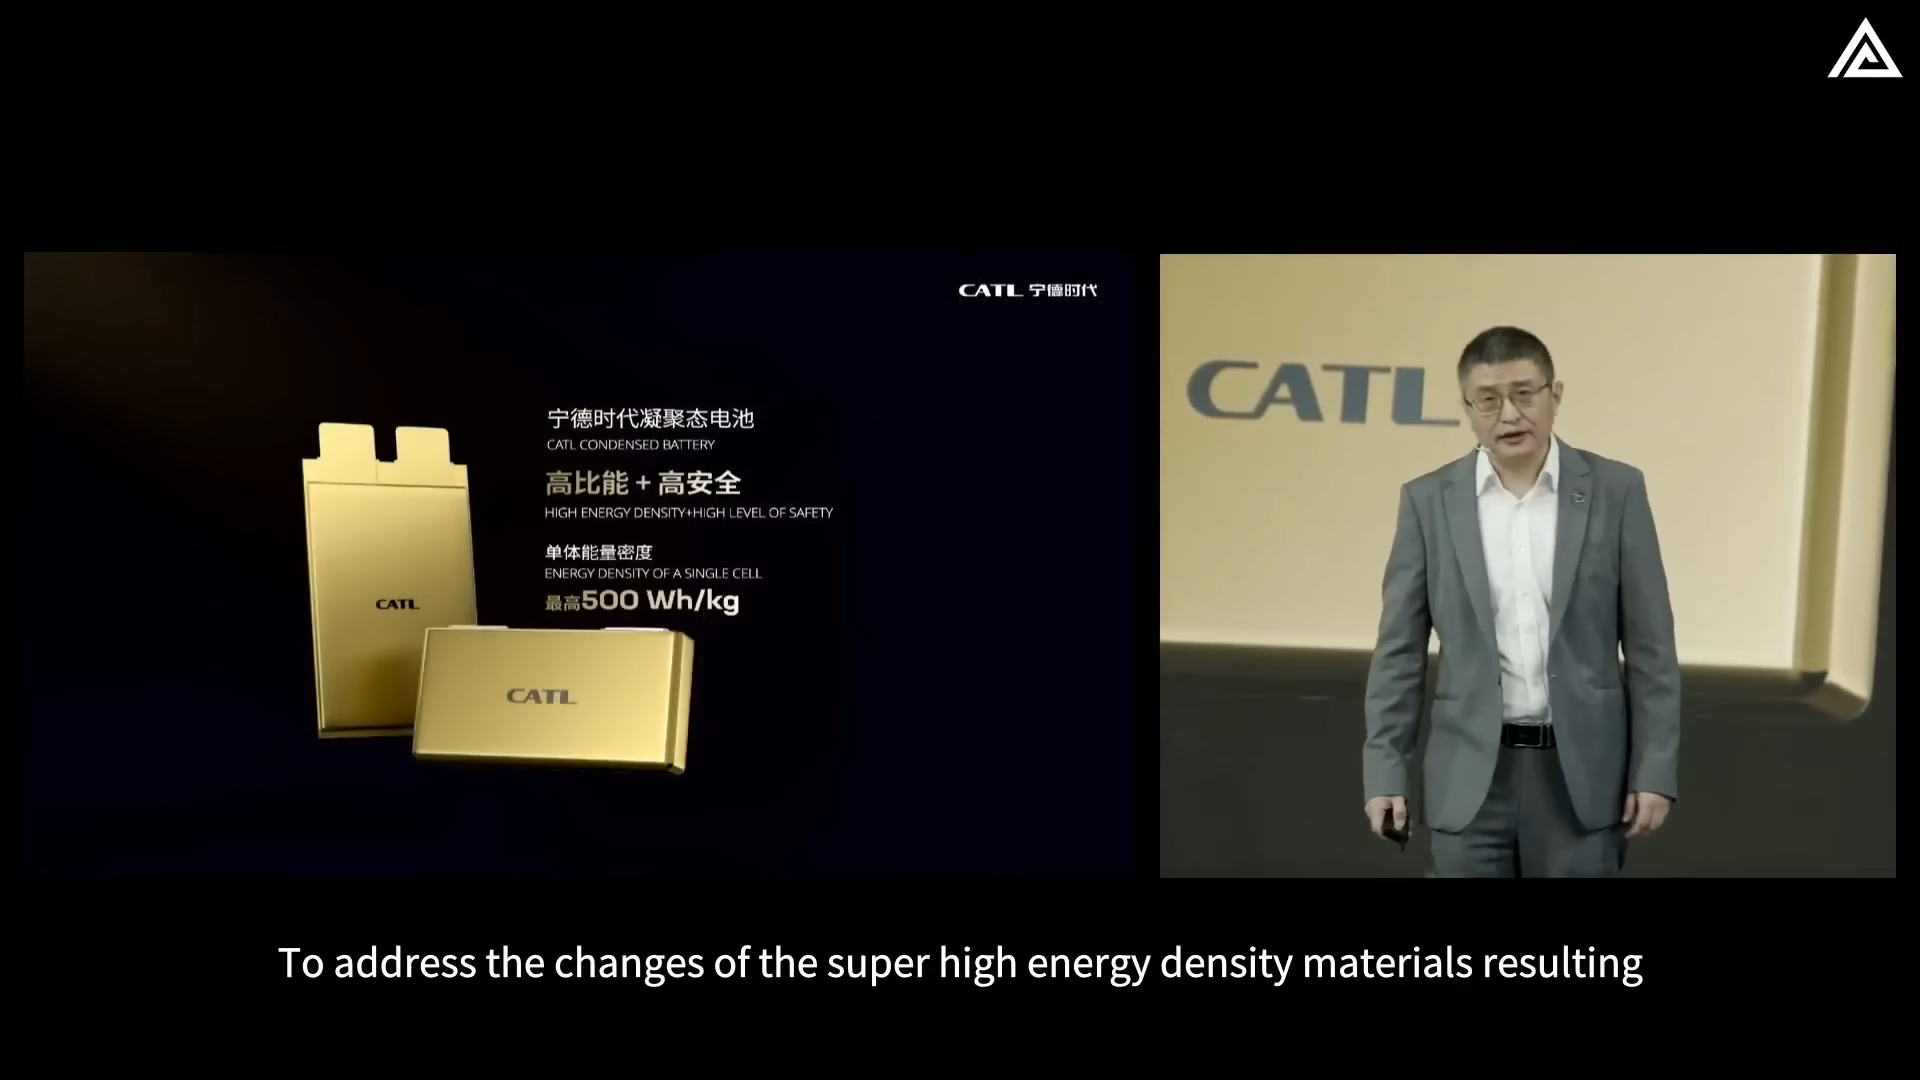 CATL 宁德时代
宁德时代凝聚态电池
CATL CONDENSED BATTERY
高比能 + 高安全
HIGH ENERGY DENSITY+HIGH LEVEL OF SAFETY
单体能量密度
ENERGY DENSITY OF A SINGLE CELL
最高500 Wh/kg
CATL
CATL
CATL
To address the changes of the super high energy density materials resulting